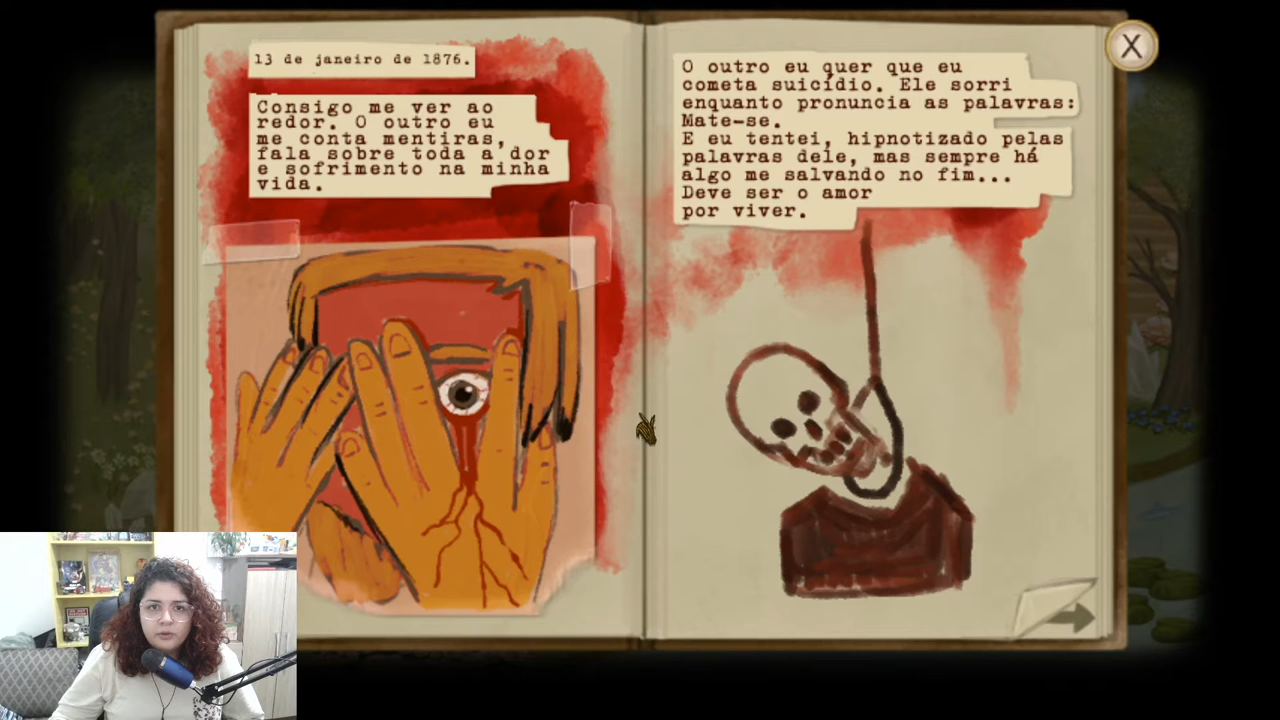 13 de janeiro de 1876.
Consigo me ver ao
redor. O outro eu
me conta mentiras,
fala sobre toda a dor
e sofrimento na minha
vida.
O outro eu quer que eu
cometa suicídio. Ele sorri
enquanto pronuncia as palavras:
Mate-se.
E eu tentei, hipnotizado pelas
palavras dele, mas sempre há
algo me salvando no fim...
Deve ser o amor
por viver.
X